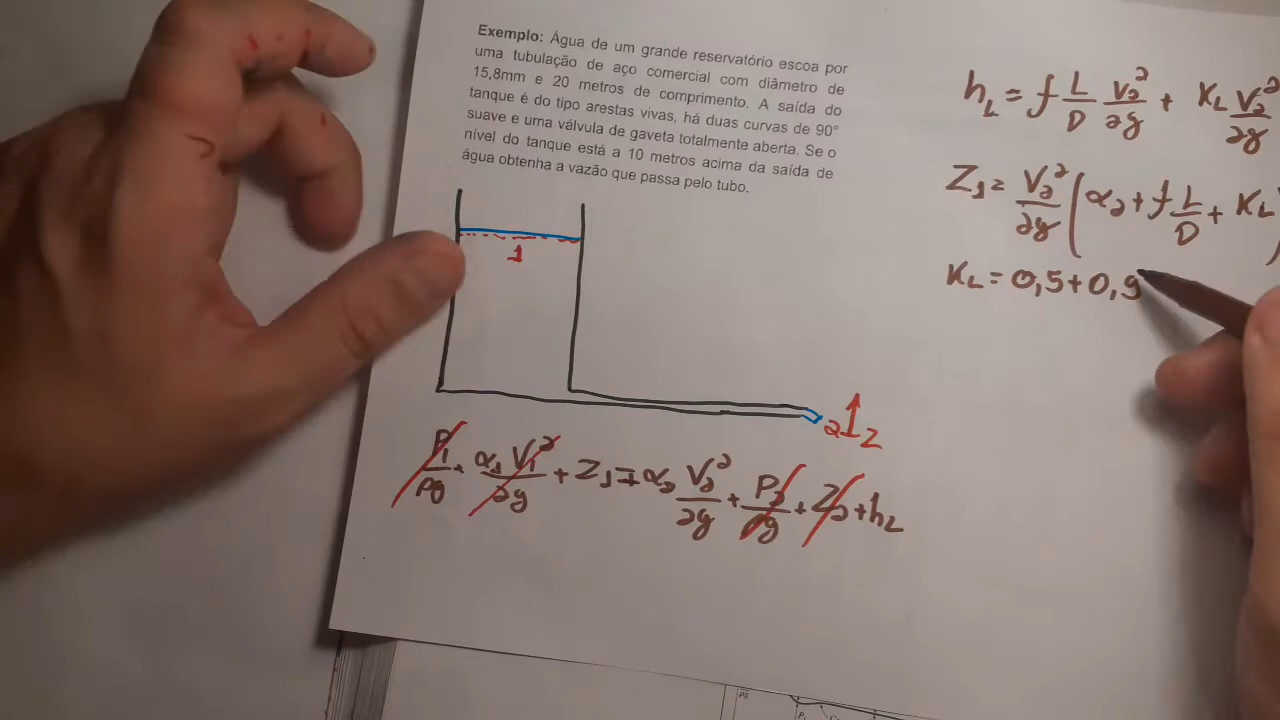 Exemplo: Água de um grande reservatório escoa por
uma tubulação de aço comercial com diâmetro de
15,8mm e 20 metros de comprimento. A saída do
tanque é do tipo arestas vivas, há duas curvas de 90°
suave e uma válvula de gaveta totalmente aberta. Se o
nível do tanque está a 10 metros acima da saída de
água obtenha a vazão que passa pelo tubo.
1
2 Z
P₁/ρg + α₁V₁²/2g + Z₁ = α₂ V₂²/2g + P₂/ρg + Z₂ + hL
hL = f L/D V₂²/2g + KL V₂²/2g
Z₁ = V₂²/2g (α₂ + f L/D + KL)
KL = 0,5 + 0,9